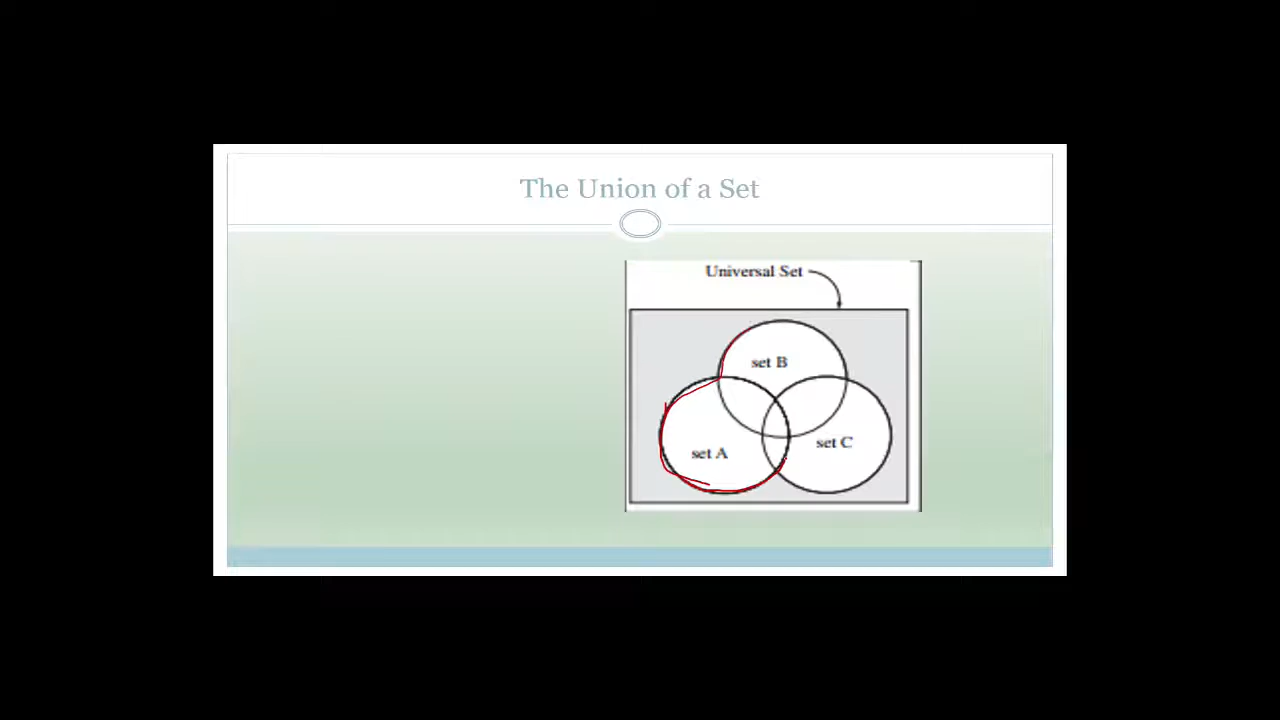 The Union of a Set
Universal Set
set B
set A
set C